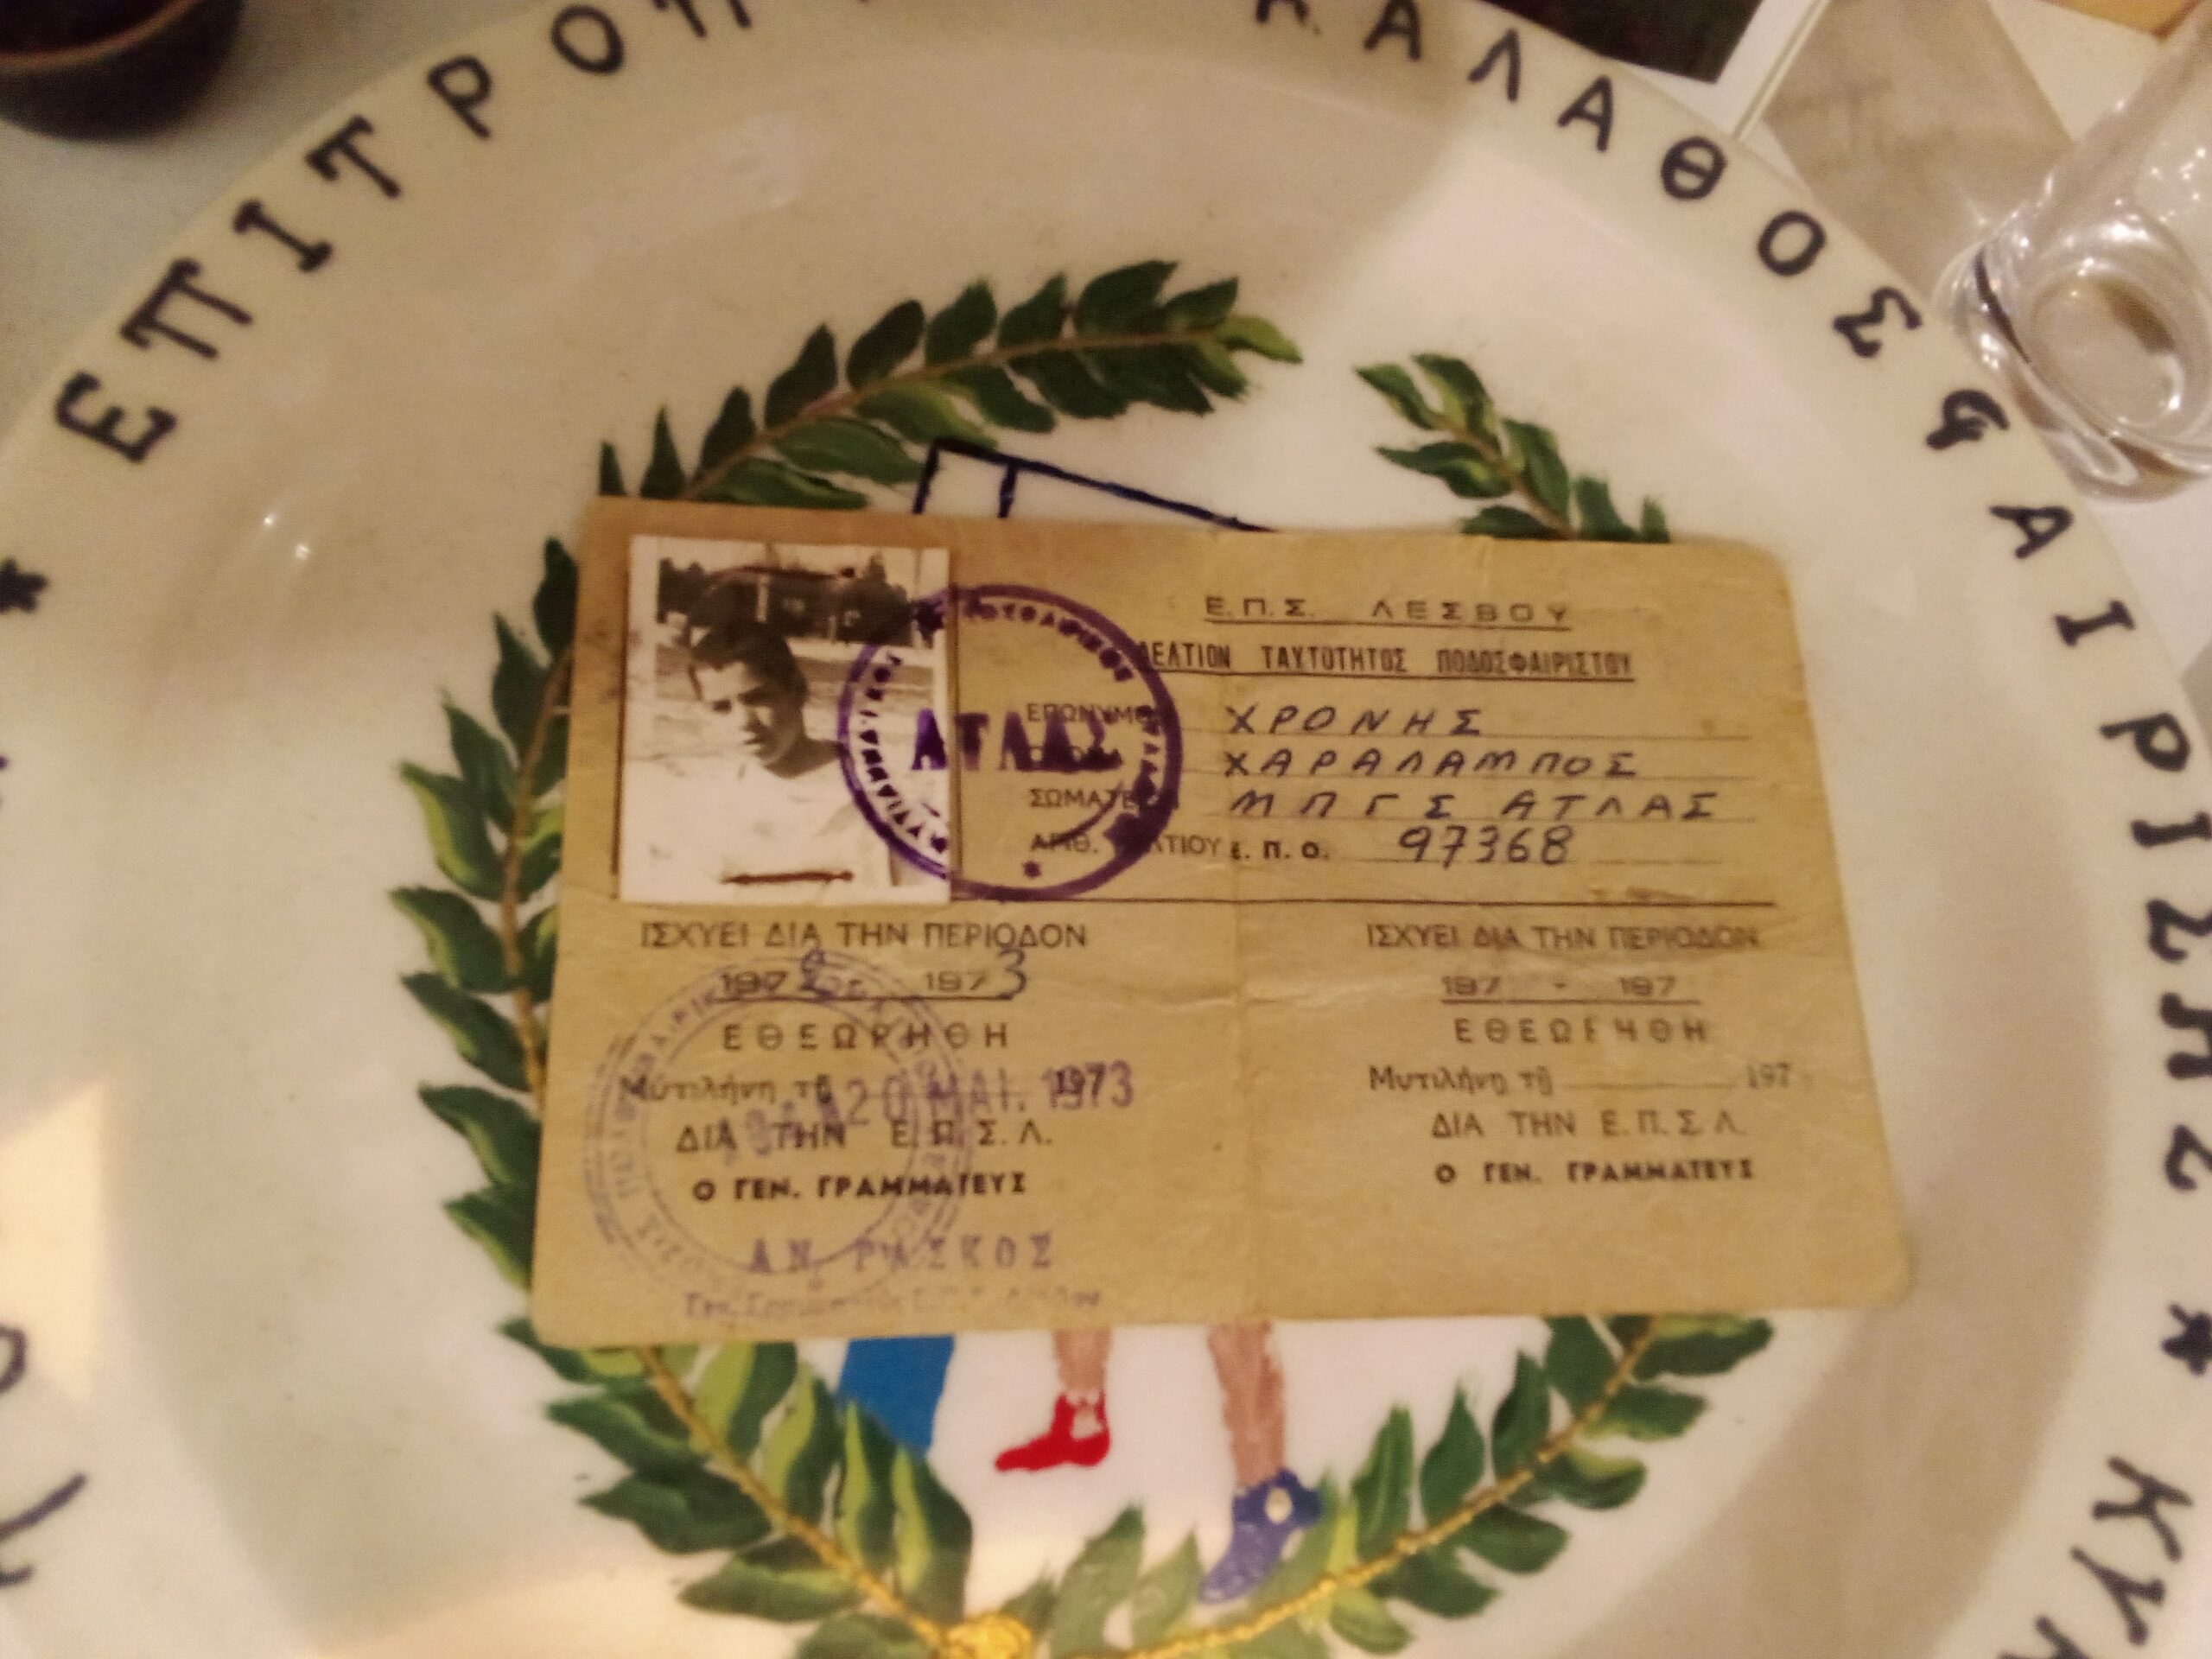 ΚΑΛΑΘΟΣΦΑΙΡΙΣΗΣ
Ε.Π.Σ. ΛΕΣΒΟΥ
ΔΕΛΤΙΟΝ ΤΑΥΤΟΤΗΤΟΣ ΠΟΔΟΣΦΑΙΡΙΣΤΟΥ
ΕΠΩΝΥΜΟ ΧΡΟΝΗΣ
ΧΑΡΑΛΑΜΠΟΣ
ΜΠΓΣ ΑΤΛΑΣ
Ε. Π. Ο. 97368
ΑΤΛΑΣ
ΙΣΧΥΕΙ ΔΙΑ ΤΗΝ ΠΕΡΙΟΔΟΝ
1972 1973
ΕΘΕΩΡΗΘΗ
Μυτιλήνη τῇ 20 ΜΑΙ. 1973
ΔΙΑ ΤΗΝ Ε.Π.Σ.Λ.
Ο ΓΕΝ. ΓΡΑΜΜΑΤΕΥΣ
ΑΝ. ΡΑΣΚΟΣ
ΙΣΧΥΕΙ ΔΙΑ ΤΗΝ ΠΕΡΙΟΔΟΝ
197 - 197
ΕΘΕΩΡΗΘΗ
Μυτιλήνη τῇ 197
ΔΙΑ ΤΗΝ Ε.Π.Σ.Λ.
Ο ΓΕΝ. ΓΡΑΜΜΑΤΕΥΣ